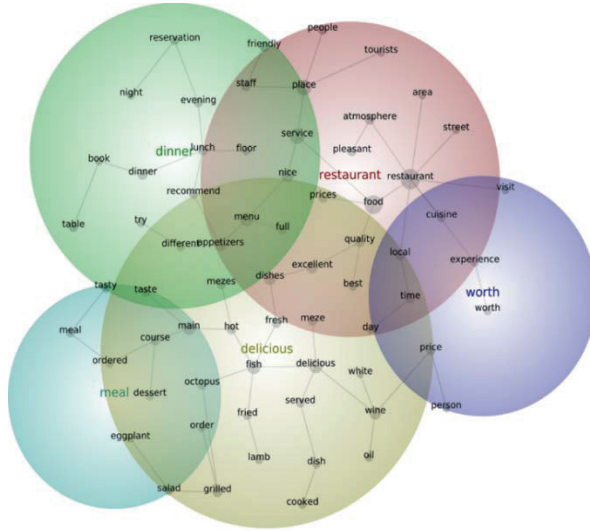 people
reservation
friendly
tourists
staff
place
night
evening
area
atmosphere
street
service
dinner
lunch
floor
pleasant
book
dinner
nice
restaurant
restaurant
recommend
prices
food
visit
table
try
menu
full
cuisine
different
appetizers
quality
local
excellent
experience
tasty
taste
mezes
dishes
best
time
worth
worth
meal
main
hot
fresh
meze
day
ordered
course
delicious
price
fish
delicious
meal
dessert
octopus
white
served
wine
person
fried
order
eggplant
lamb
dish
oil
salad
grilled
cooked